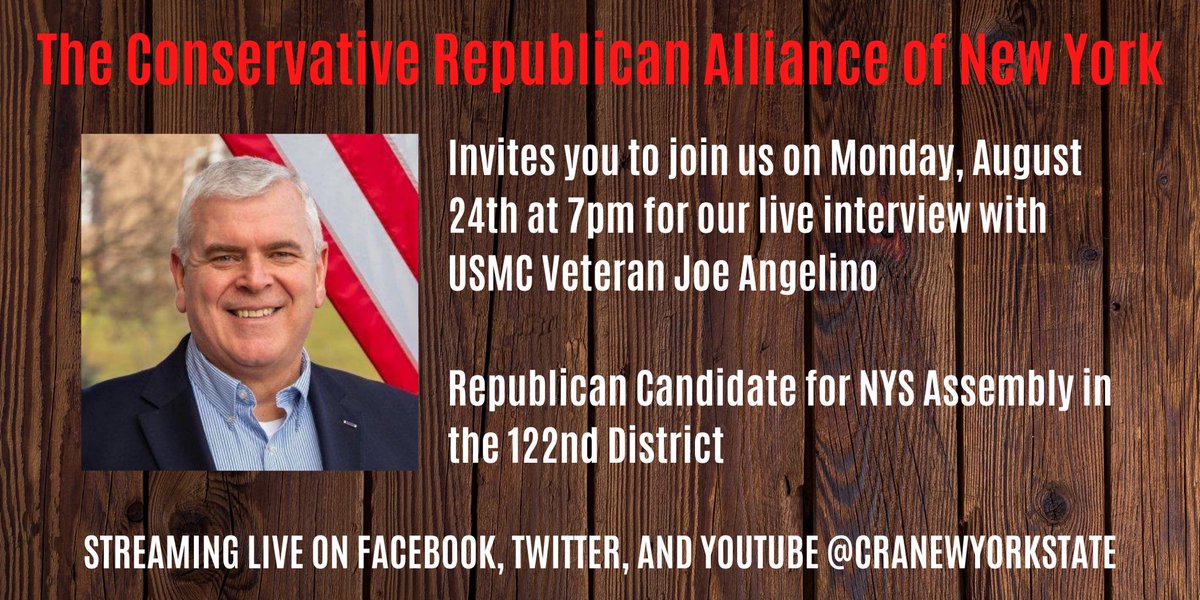 The Conservative Republican Alliance of New York
Invites you to join us on Monday, August
24th at 7pm for our live interview with
USMC Veteran Joe Angelino
Republican Candidate for NYS Assembly in
the 122nd District
STREAMING LIVE ON FACEBOOK, TWITTER, AND YOUTUBE @CRANEWYORKSTATE